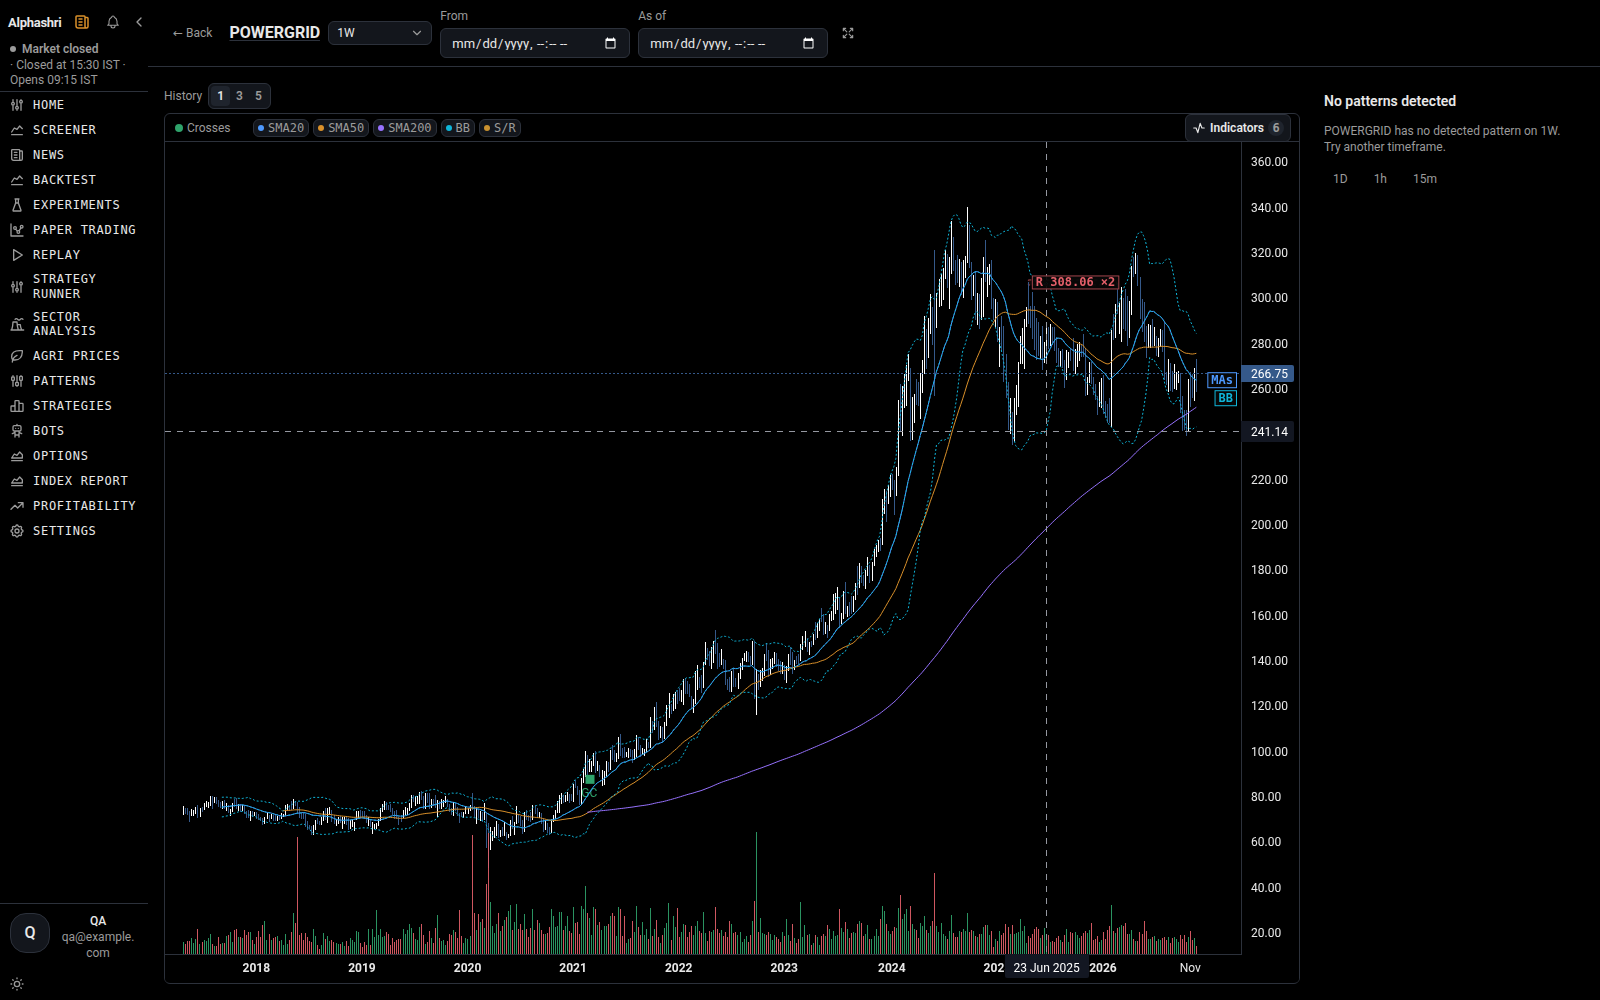 Alphashri
Market closed
· Closed at 15:30 IST ·
Opens 09:15 IST
HOME
SCREENER
NEWS
BACKTEST
EXPERIMENTS
PAPER TRADING
REPLAY
STRATEGY
RUNNER
SECTOR
ANALYSIS
AGRI PRICES
PATTERNS
STRATEGIES
BOTS
OPTIONS
INDEX REPORT
PROFITABILITY
SETTINGS
Q
QA
qa@example.
com
← Back
POWERGRID
1W
From
mm/dd/yyyy, --:-- --
As of
mm/dd/yyyy, --:-- --
History
1 3 5
Crosses
SMA20
SMA50
SMA200
BB
S/R
Indicators 6
R 308.06 ×2
GC
MAs
BB
360.00
340.00
320.00
300.00
280.00
266.75
260.00
241.14
220.00
200.00
180.00
160.00
140.00
120.00
100.00
80.00
60.00
40.00
20.00
2018 2019 2020 2021 2022 2023 2024 202 23 Jun 2025 2026 Nov
No patterns detected
POWERGRID has no detected pattern on 1W.
Try another timeframe.
1D 1h 15m